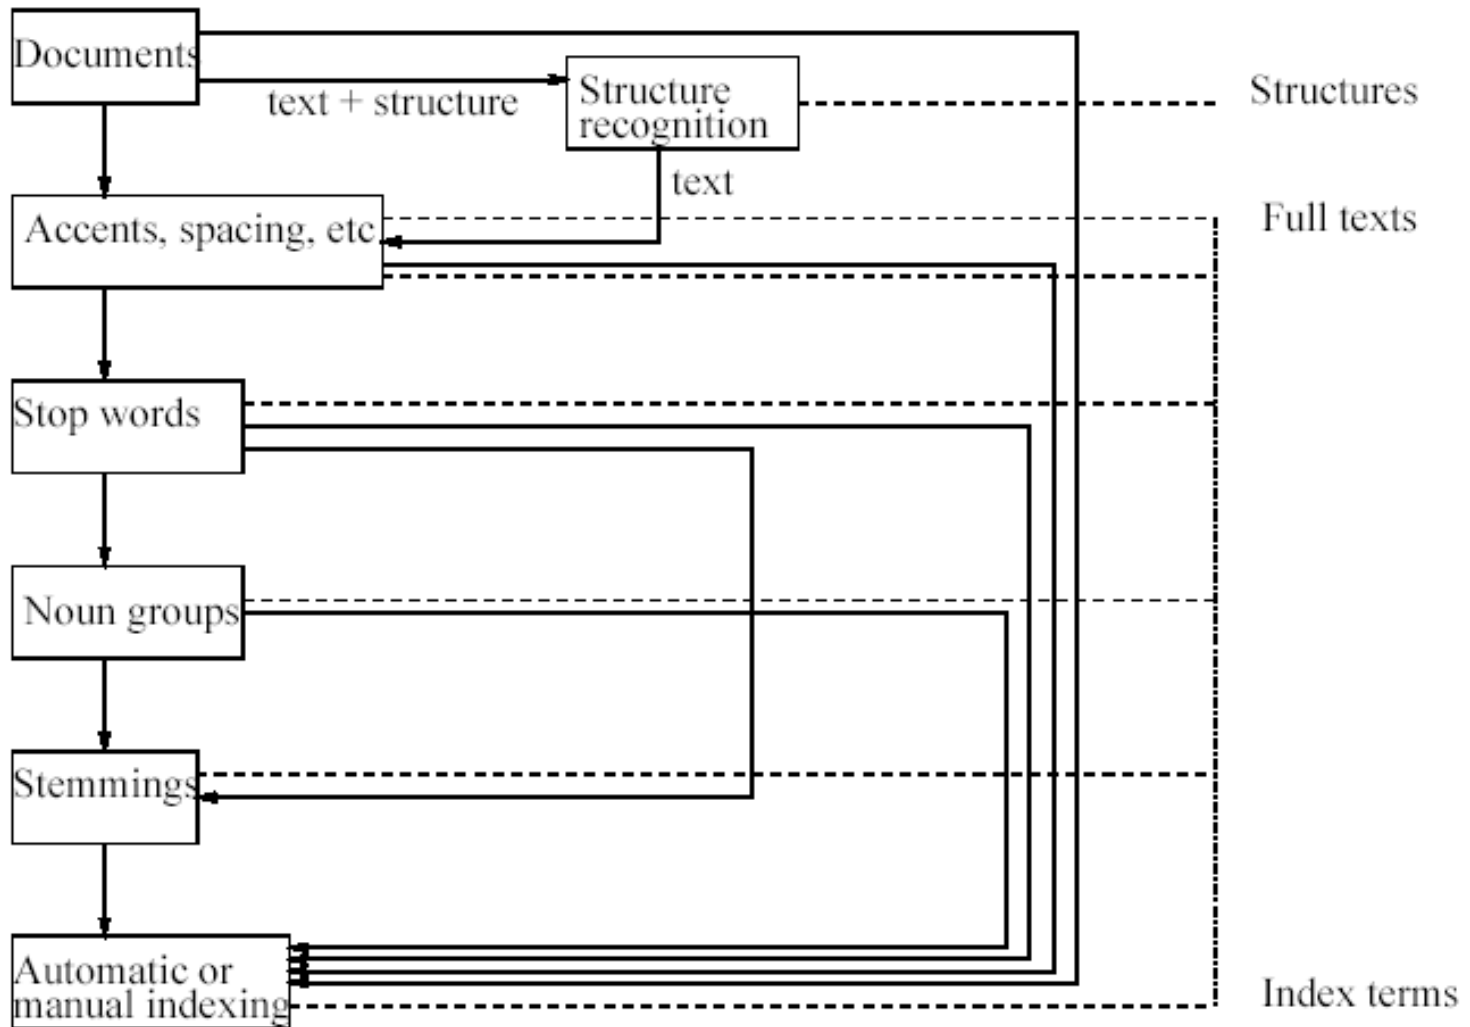 Documents
text + structure
Structure
recognition
Structures
text
Accents, spacing, etc
Full texts
Stop words
Noun groups
Stemmings
Automatic or
manual indexing
Index terms